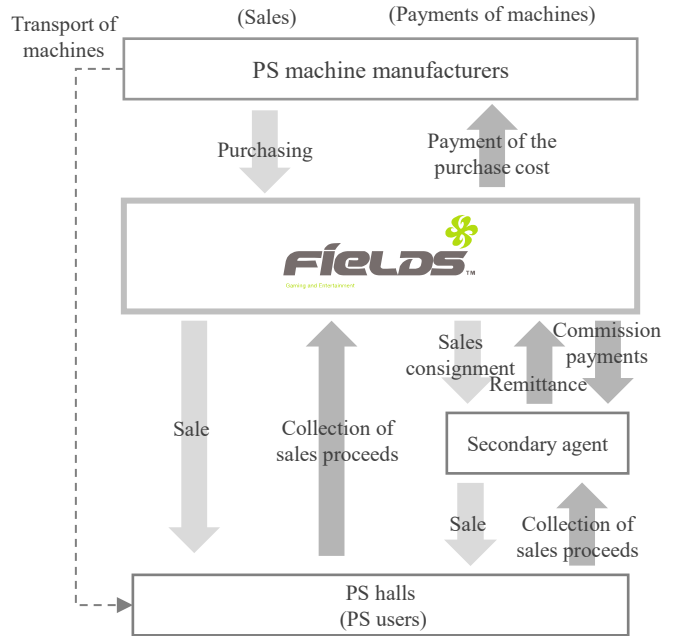 (Sales)
(Payments of machines)
Transport of
machines
PS machine manufacturers
Purchasing
Payment of the
purchase cost
FIELDS™
Gaming and Entertainment
Sales
consignment
Remittance
Commission
payments
Sale
Collection of
sales proceeds
Secondary agent
Sale
Collection of
sales proceeds
PS halls
(PS users)